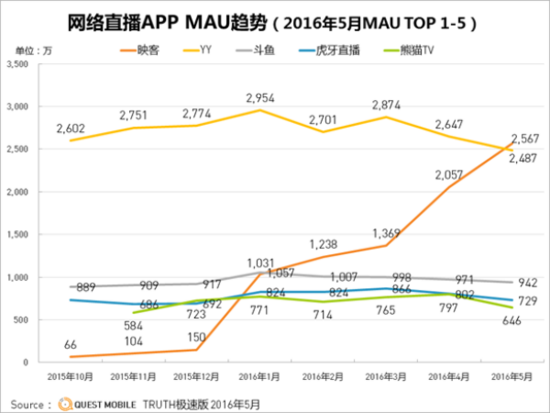 网络直播APP MAU趋势（2016年5月MAU TOP 1-5）
单位：万 映客 YY 斗鱼 虎牙直播 熊猫TV
3,500
3,000
2,500
2,000
1,500
1,000
500
0
2,602 2,751 2,774 2,954 2,701 2,874 2,647 2,487
66 104 150 1,031 1,238 1,369 2,057 2,567
889 909 917 1,057 1,007 998 971 942
686 692 824 824 866 802 729
584 723 771 714 765 797 646
2015年10月 2015年11月 2015年12月 2016年1月 2016年2月 2016年3月 2016年4月 2016年5月
Source： QUEST MOBILE TRUTH极速版 2016年5月